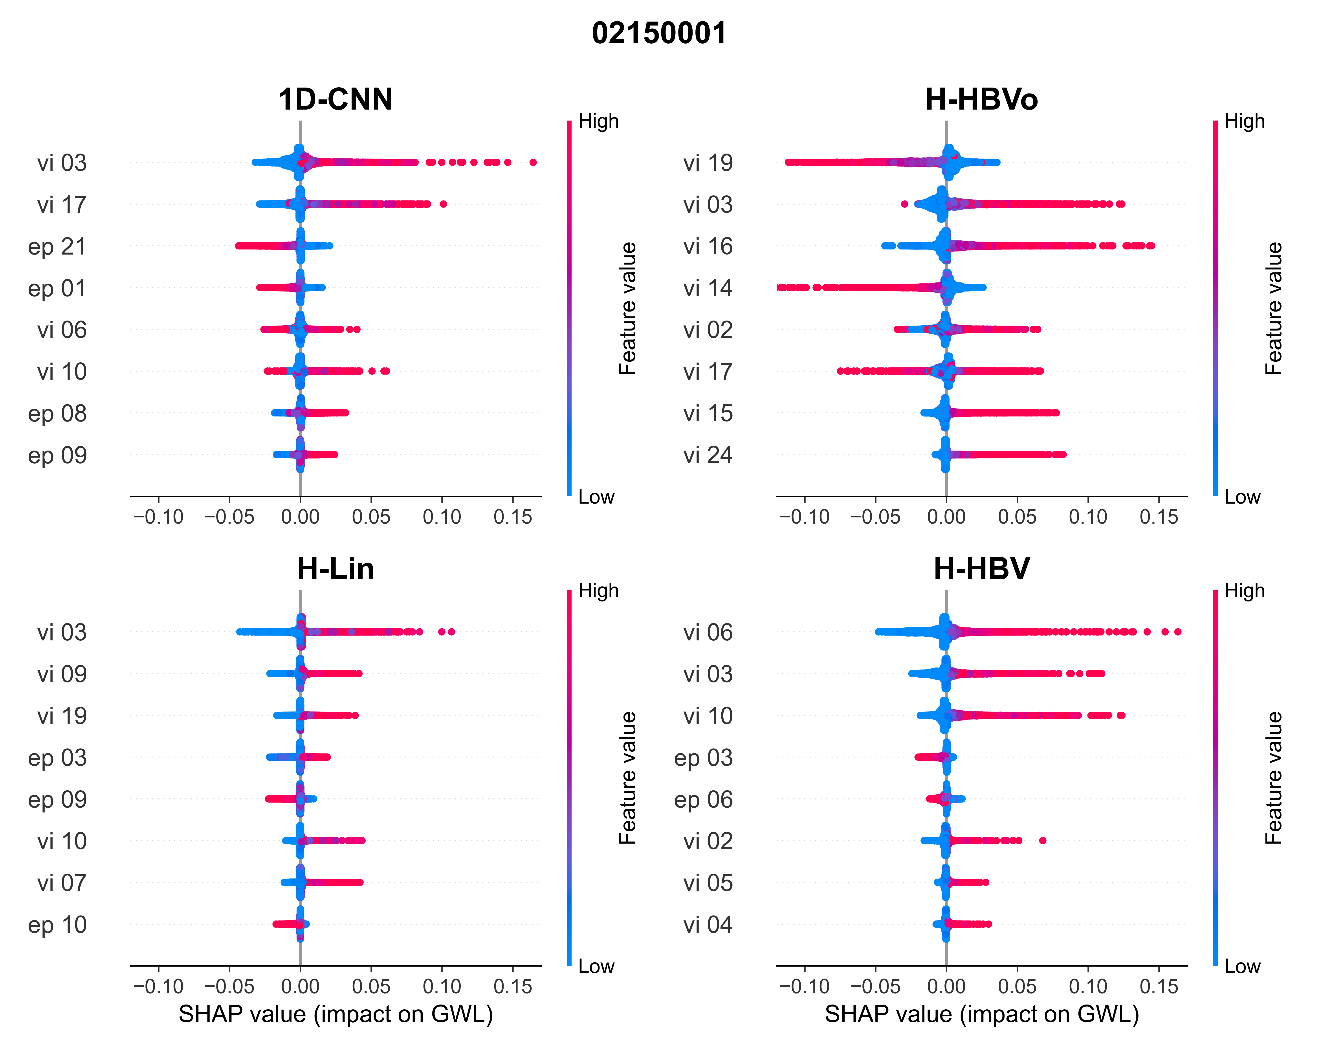 02150001
1D-CNN
High
vi 03
vi 17
ep 21
ep 01
vi 06
vi 10
ep 08
ep 09
Feature value
Low
−0.10 −0.05 0.00 0.05 0.10 0.15
H-HBVo
High
vi 19
vi 03
vi 16
vi 14
vi 02
vi 17
vi 15
vi 24
Feature value
Low
−0.10 −0.05 0.00 0.05 0.10 0.15
H-Lin
High
vi 03
vi 09
vi 19
ep 03
ep 09
vi 10
vi 07
ep 10
Feature value
Low
−0.10 −0.05 0.00 0.05 0.10 0.15
SHAP value (impact on GWL)
H-HBV
High
vi 06
vi 03
vi 10
ep 03
ep 06
vi 02
vi 05
vi 04
Feature value
Low
−0.10 −0.05 0.00 0.05 0.10 0.15
SHAP value (impact on GWL)